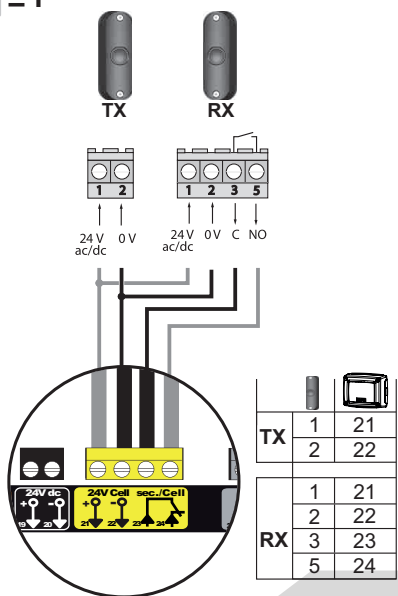 TX RX
1 2 1 2 3 5
24 V ac/dc 0 V 24 V ac/dc 0 V C NO
TX 1 21
2 22
RX 1 21
2 22
3 23
5 24
24V dc 24V Cell sec./Cell
+ - + -
19 20 21 22 23 24